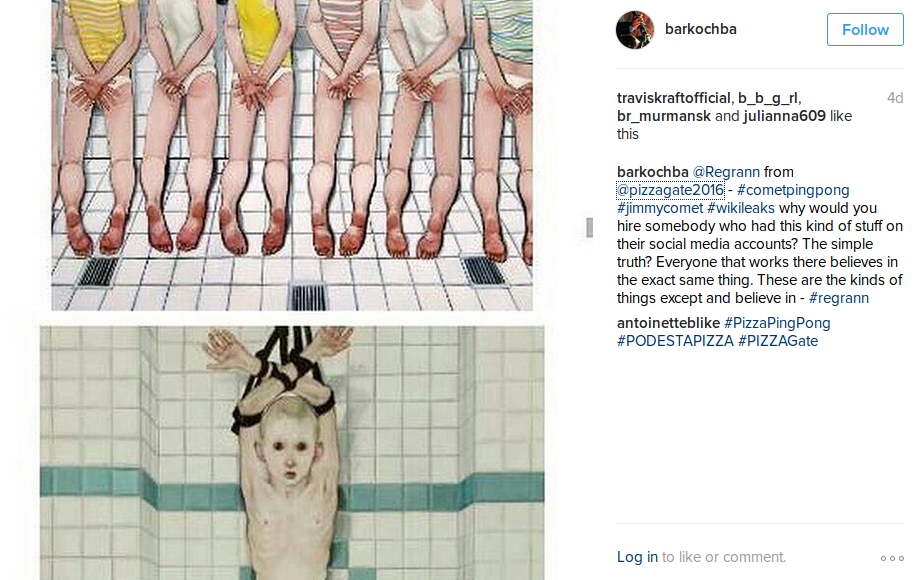 barkochba
Follow
traviskraftofficial, b_b_g_rl,
br_murmansk and julianna609 like
this
4d
barkochba @Regrann from
@pizzagate2016 - #cometpingpong
#jimmycomet #wikileaks why would you
hire somebody who had this kind of stuff on
their social media accounts? The simple
truth? Everyone that works there believes in
the exact same thing. These are the kinds of
things except and believe in - #regrann
antoinetteblike #PizzaPingPong
#PODESTAPIZZA #PIZZAGate
Log in to like or comment.